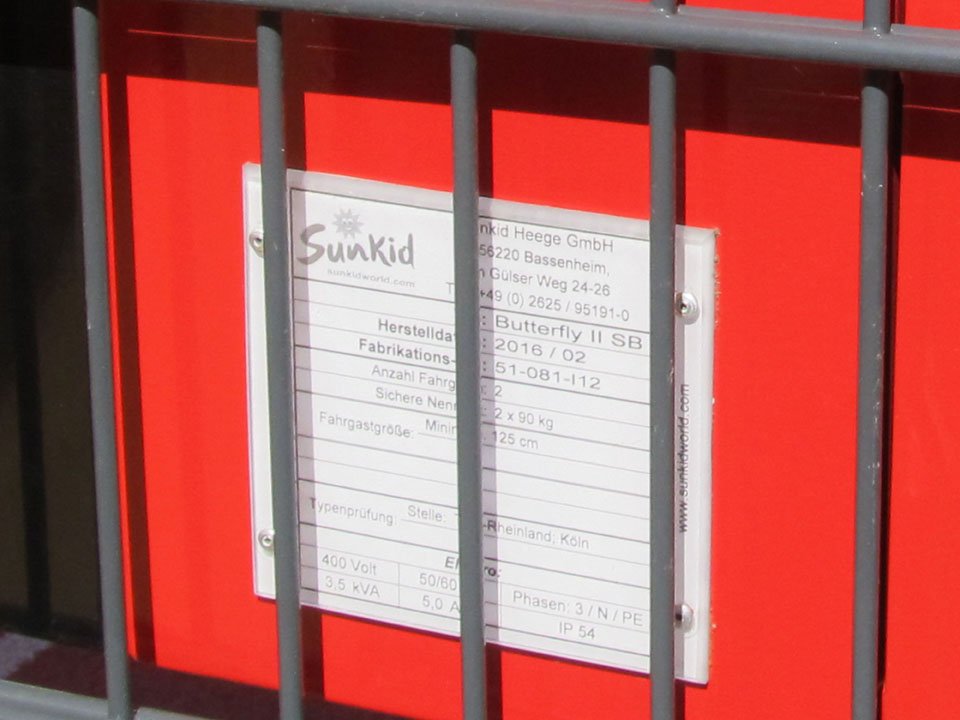 SunKid
sunkidworld.com
nkid Heege GmbH
56220 Bassenheim,
Gülser Weg 24-26
+49 (0) 2625 / 95191-0
: Butterfly II SB
Herstellda : 2016 / 02
Fabrikations- : 51-081-I12
Anzahl Fahrg 2
Sichere Nenn : 2 x 90 kg
Fahrgastgröße: Minim 125 cm
Typenprüfung: Stelle: Rheinland; Köln
400 Volt 50/60 Phasen: 3 / N / PE
3,5 kVA 5,0 A IP 54
www.sunkidworld.com